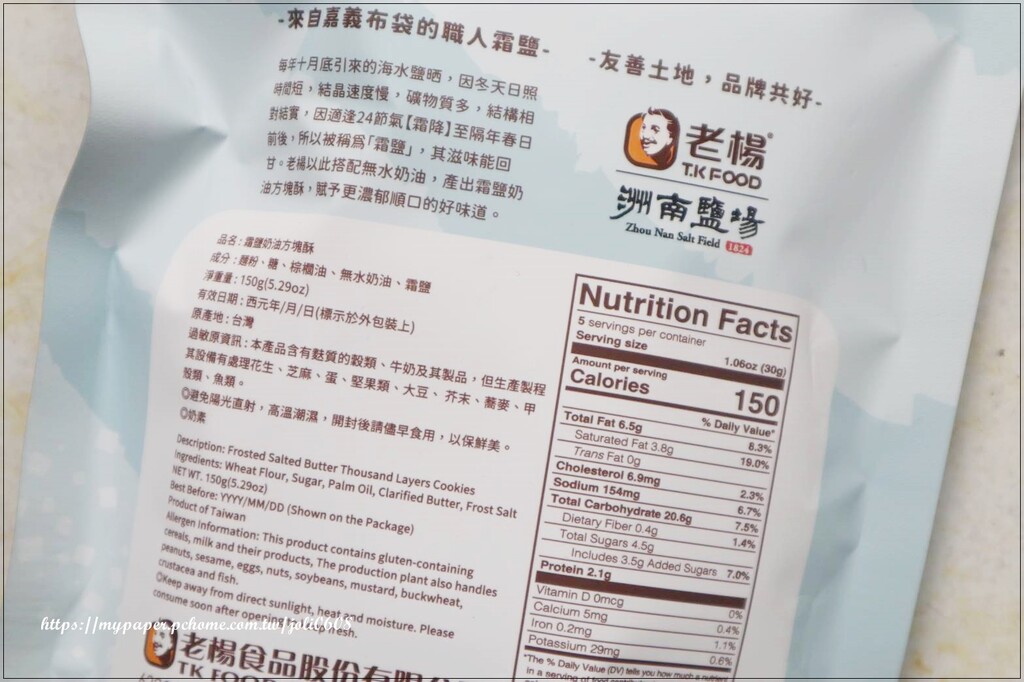 -來自嘉義布袋的職人霜鹽-
每年十月底引來的海水鹽晒，因冬天日照
時間短，結晶速度慢，礦物質多，結構相
對結實，因適逢24節氣【霜降】至隔年春日
前後，所以被稱為「霜鹽」，其滋味能回
甘。老楊以此搭配無水奶油，產出霜鹽奶
油方塊酥，賦予更濃郁順口的好味道。
-友善土地，品牌共好-
老楊®
T.K FOOD
洲南鹽場
Zhou Nan Salt Field 1824
品名：霜鹽奶油方塊酥
成分：麵粉、糖、棕櫚油、無水奶油、霜鹽
淨重量：150g(5.29oz)
有效日期：西元年/月/日(標示於外包裝上)
原產地：台灣
過敏原資訊：本產品含有麩質的穀類、牛奶及其製品，但生產製程
其設備有處理花生、芝麻、蛋、堅果類、大豆、芥末、蕎麥、甲
殼類、魚類。
◎避免陽光直射，高溫潮濕，開封後請儘早食用，以保鮮美。
◎奶素
Description: Frosted Salted Butter Thousand Layers Cookies
Ingredients: Wheat Flour, Sugar, Palm Oil, Clarified Butter, Frost Salt
NET WT. 150g(5.29oz)
Best Before: YYYY/MM/DD (Shown on the Package)
Product of Taiwan
Allergen Information: This product contains gluten-containing
cereals, milk and their products, The production plant also handles
peanuts, sesame, eggs, nuts, soybeans, mustard, buckwheat,
crustacea and fish.
◎Keep away from direct sunlight, heat and moisture. Please
consume soon after opening to keep fresh.
老楊食品股份有限公
T.K FOOD
Nutrition Facts
5 servings per container
Serving size 1.06oz (30g)
Amount per serving
Calories 150
% Daily Value*
Total Fat 6.5g 8.3%
Saturated Fat 3.8g 19.0%
Trans Fat 0g
Cholesterol 6.9mg 2.3%
Sodium 154mg 6.7%
Total Carbohydrate 20.6g 7.5%
Dietary Fiber 0.4g 1.4%
Total Sugars 4.5g
Includes 3.5g Added Sugars 7.0%
Protein 2.1g
Vitamin D 0mcg 0%
Calcium 5mg 0.4%
Iron 0.2mg 1.1%
Potassium 29mg 0.6%
*The % Daily Value (DV) tells you how much a nutrient
in a serving of food
https://mypaper.pchome.com.tw/joli0608